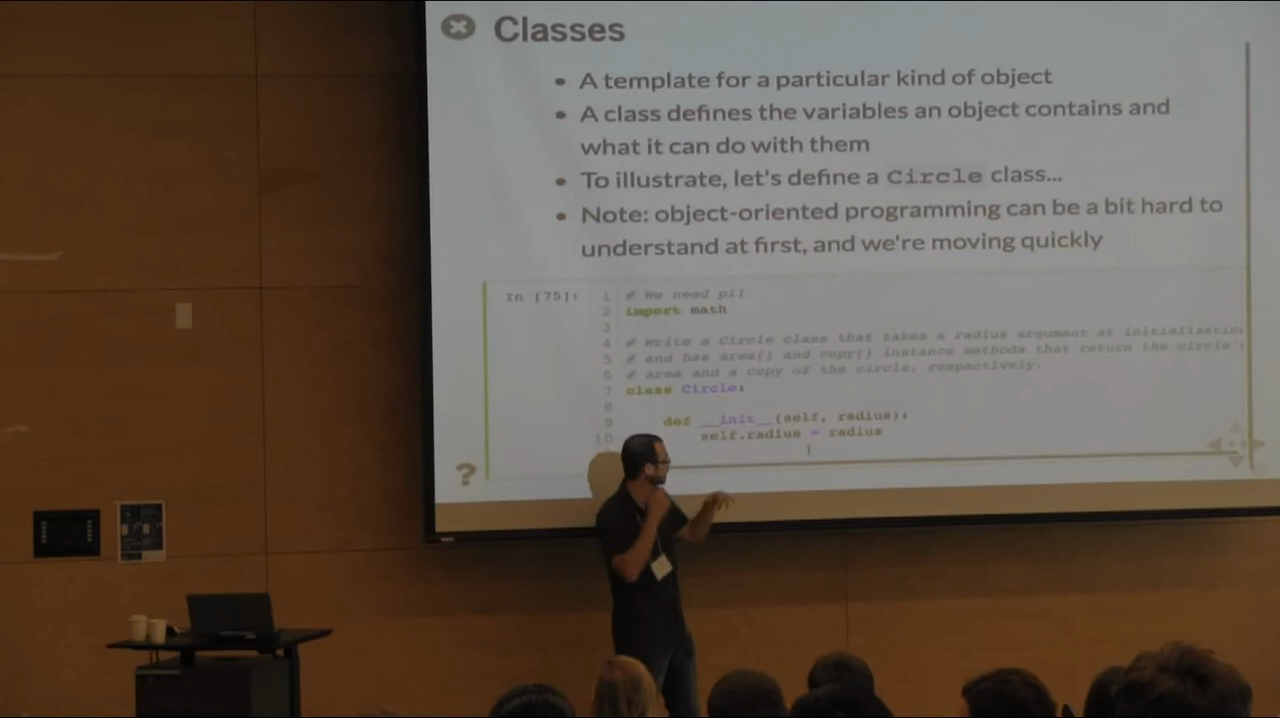 Classes
A template for a particular kind of object
A class defines the variables an object contains and
what it can do with them
To illustrate, let's define a Circle class...
Note: object-oriented programming can be a bit hard to
understand at first, and we're moving quickly
In [75]:
1 # We need pi!
2 import math
3
4 # Write a Circle class that takes a radius argument at
5 # and has area() and copy() instance methods that return the circle's
6 # area and a copy of the circle, respectively.
7 class Circle:
8
9 def __init__(self, radius):
10 self.radius = radius
?